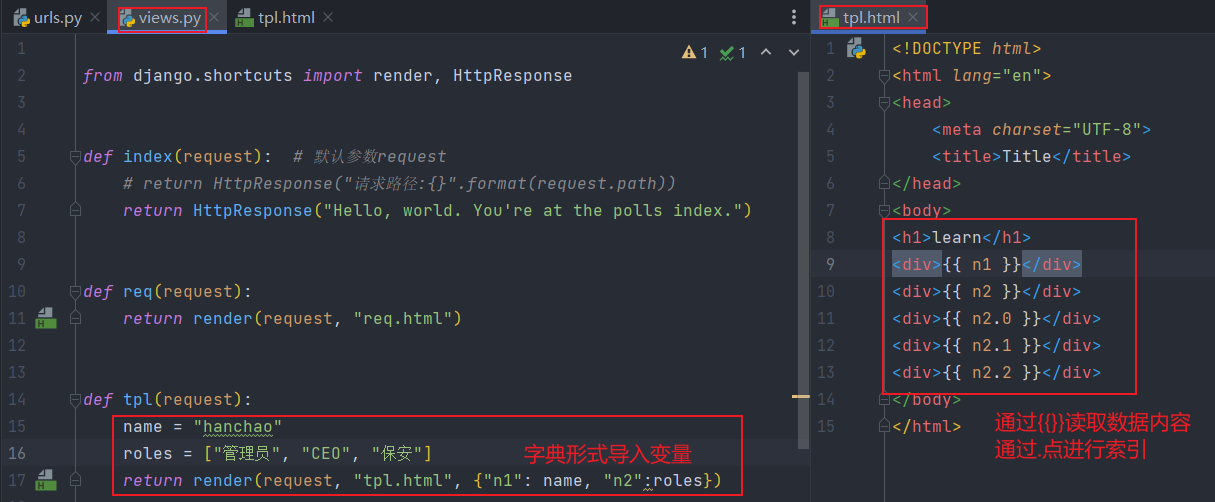 urls.py
views.py
tpl.html
1
1 1
2 from django.shortcuts import render, HttpResponse
3
4
5 def index(request):  # 默认参数request
6     # return HttpResponse("请求路径:{}".format(request.path))
7     return HttpResponse("Hello, world. You're at the polls index.")
8
9
10 def req(request):
11     return render(request, "req.html")
12
13
14 def tpl(request):
15     name = "hanchao"
16     roles = ["管理员", "CEO", "保安"]
17     return render(request, "tpl.html", {"n1": name, "n2":roles})
字典形式导入变量
tpl.html
1 <!DOCTYPE html>
2 <html lang="en">
3 <head>
4     <meta charset="UTF-8">
5     <title>Title</title>
6 </head>
7 <body>
8 <h1>learn</h1>
9 <div>{{ n1 }}</div>
10 <div>{{ n2 }}</div>
11 <div>{{ n2.0 }}</div>
12 <div>{{ n2.1 }}</div>
13 <div>{{ n2.2 }}</div>
14 </body>
15 </html>
通过{{}}读取数据内容
通过.点进行索引